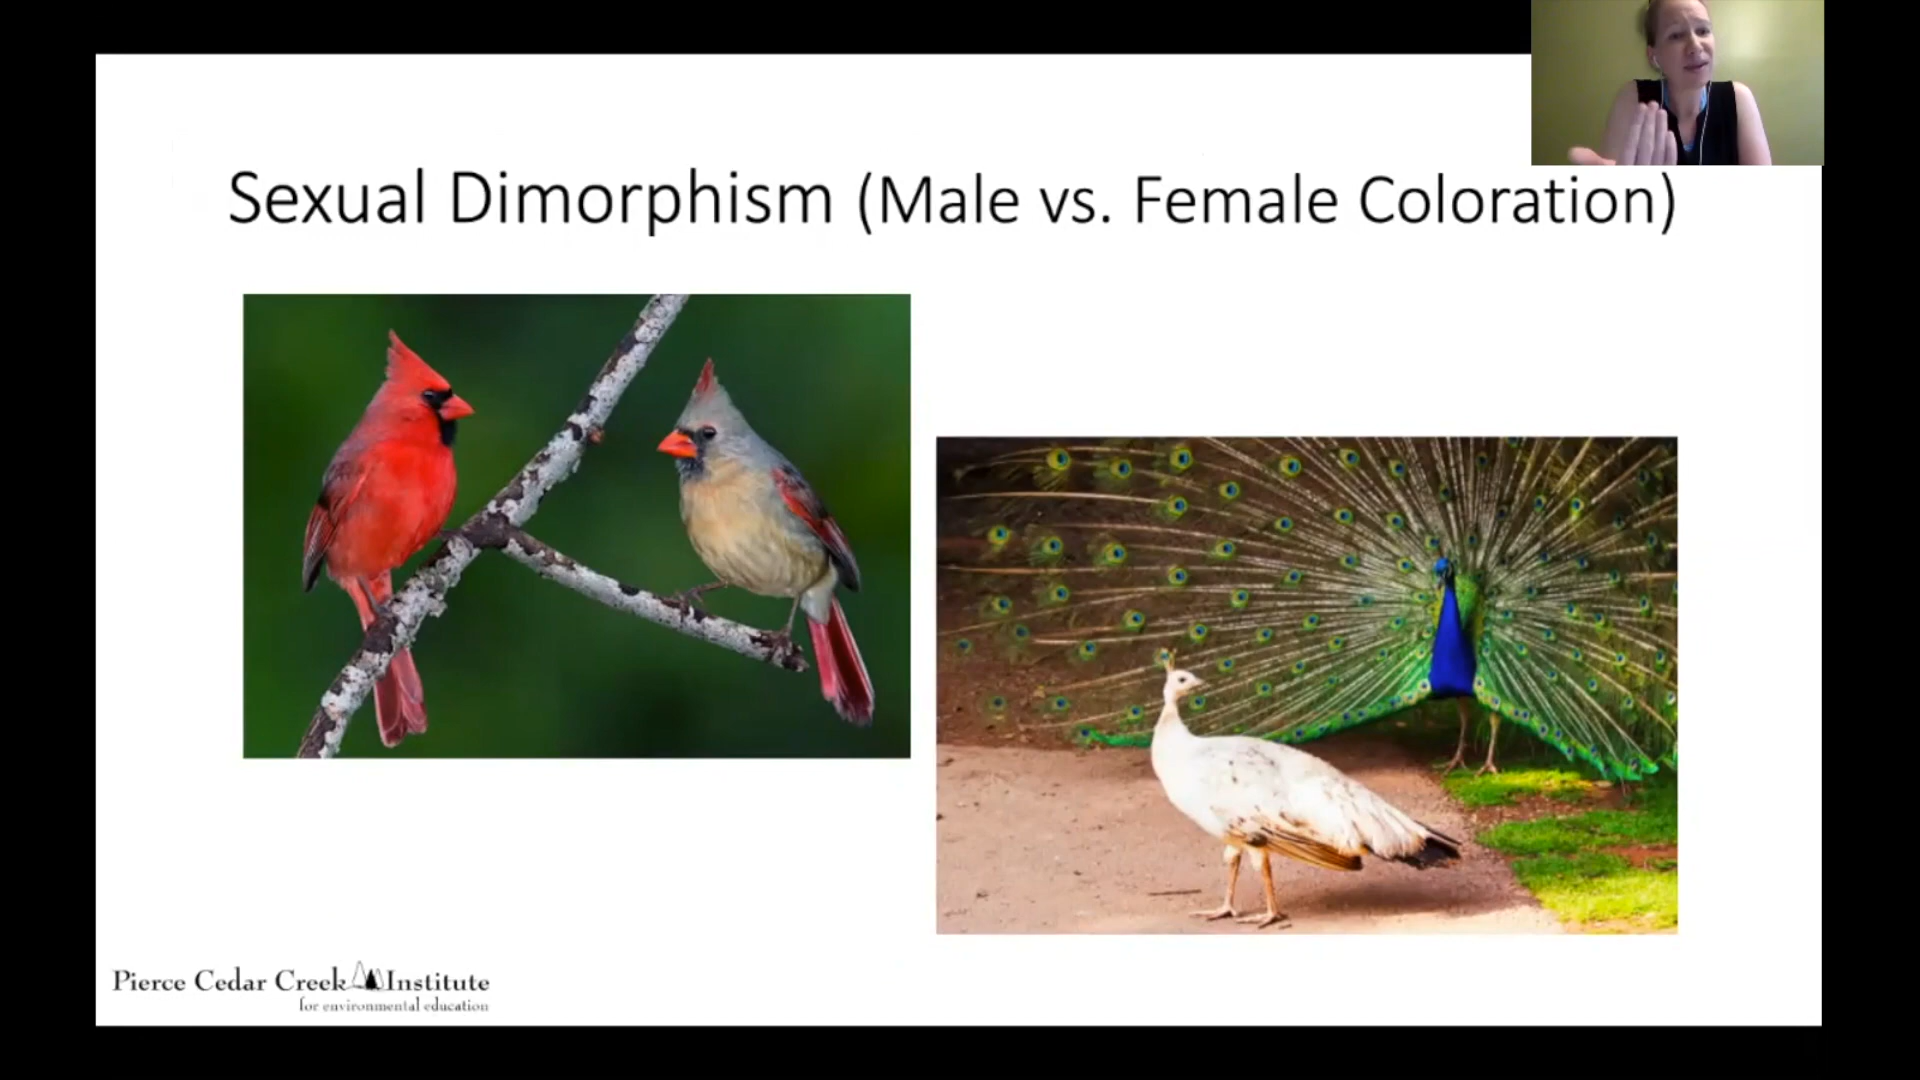 Sexual Dimorphism (Male vs. Female Coloration)
Pierce Cedar Creek Institute
for environmental education